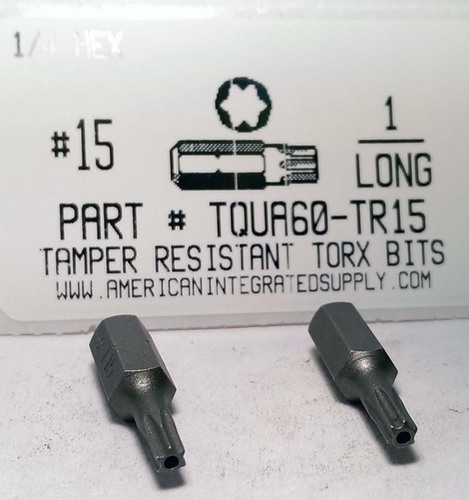 1/4 HEX
#15
1
LONG
PART # TQUA60-TR15
TAMPER RESISTANT TORX BITS
WWW.AMERICANINTEGRATEDSUPPLY.COM